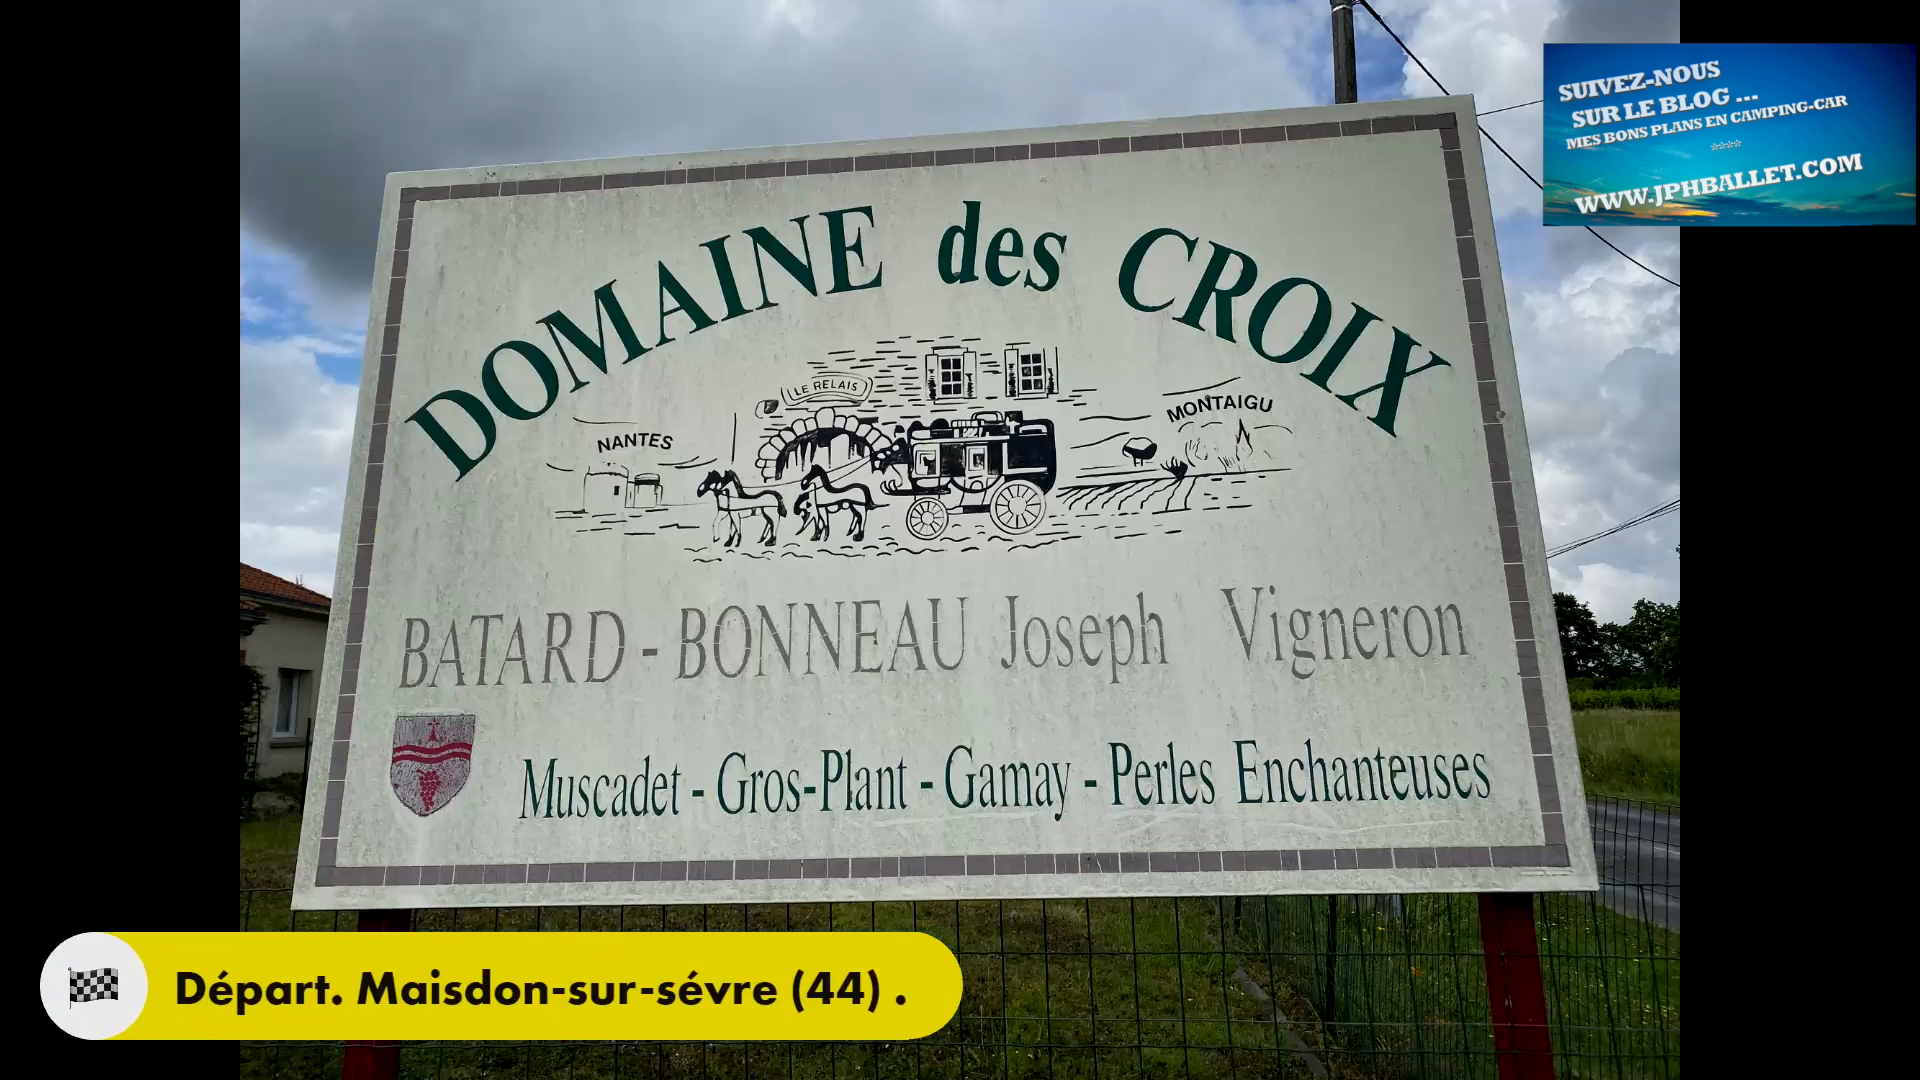 SUIVEZ-NOUS
SUR LE BLOG ...
MES BONS PLANS EN CAMPING-CAR
****
WWW.JPHBALLET.COM
DOMAINE des CROIX
LE RELAIS
NANTES
MONTAIGU
BATARD - BONNEAU Joseph Vigneron
Muscadet - Gros-Plant - Gamay - Perles Enchanteuses
Départ. Maisdon-sur-sévre (44) .